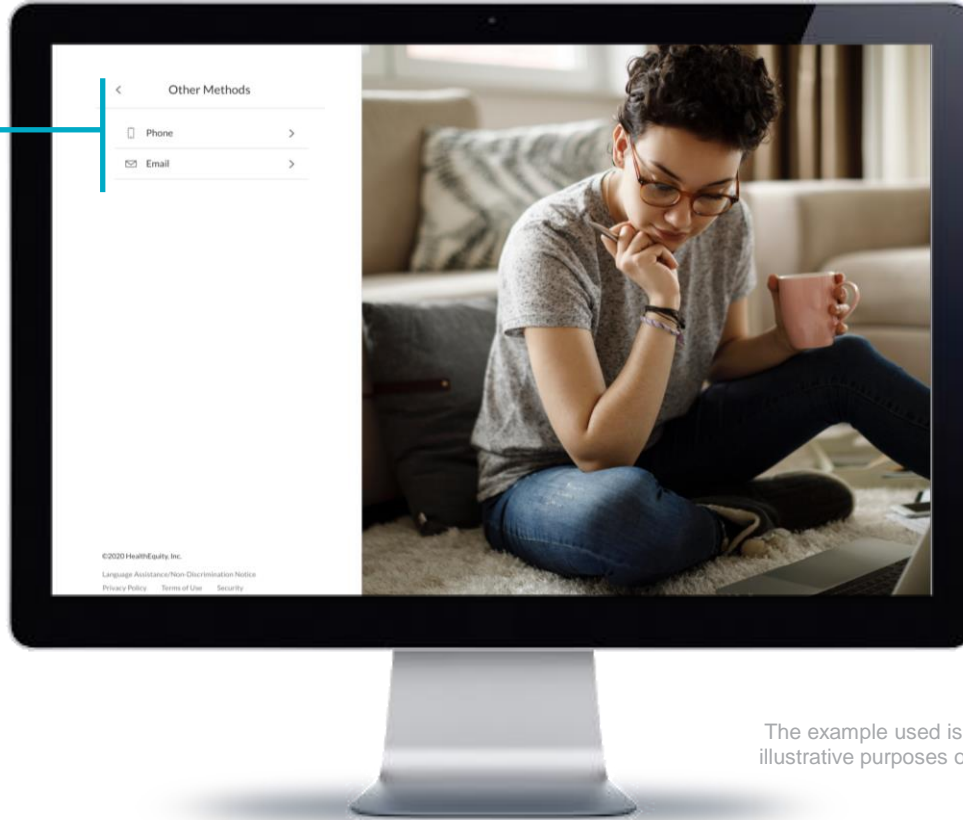 Other Methods
Phone
Email
©2020 HealthEquity, Inc.
Language Assistance/Non-Discrimination Notice
Privacy Policy Terms of Use Security
The example used is
illustrative purposes